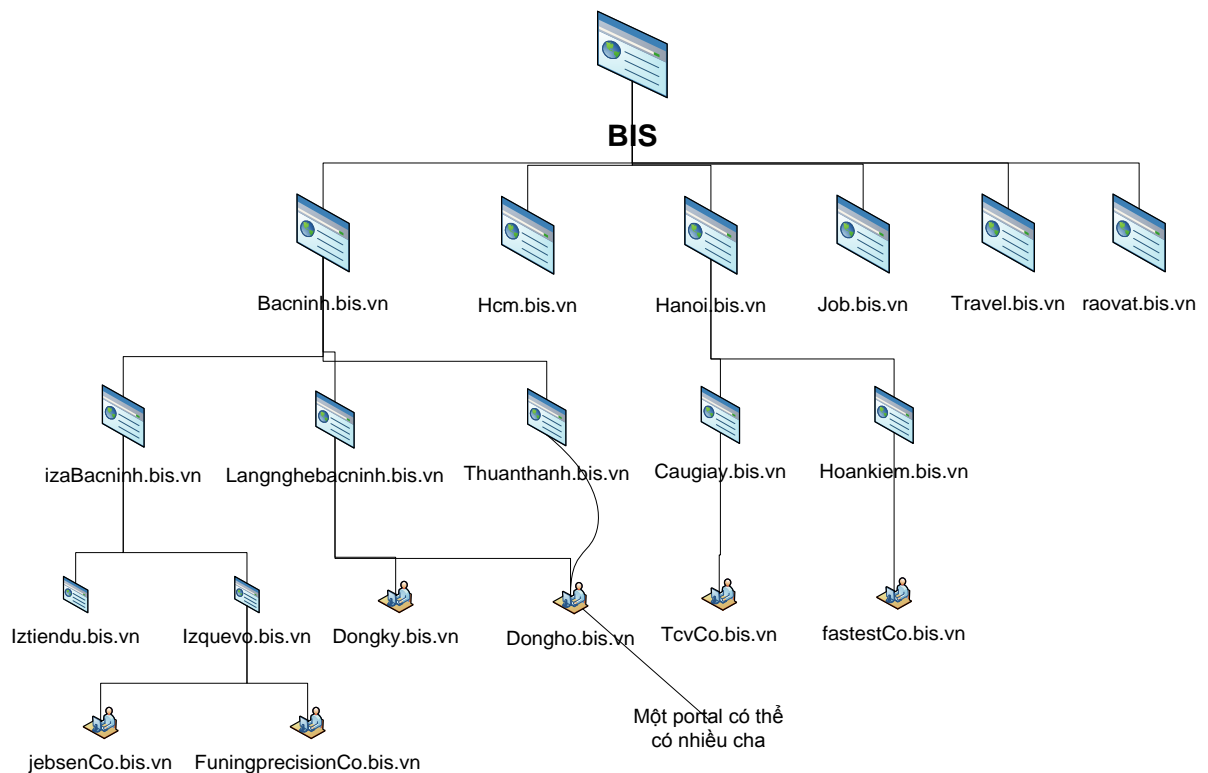 BIS
Bacninh.bis.vn
Hcm.bis.vn
Hanoi.bis.vn
Job.bis.vn
Travel.bis.vn
raovat.bis.vn
izaBacninh.bis.vn
Langnghebacninh.bis.vn
Thuanthanh.bis.vn
Caugiay.bis.vn
Hoankiem.bis.vn
Iztiendu.bis.vn
Izquevo.bis.vn
Dongky.bis.vn
Dongho.bis.vn
TcvCo.bis.vn
fastestCo.bis.vn
Một portal có thể
có nhiều cha
jebsenCo.bis.vn
FuningprecisionCo.bis.vn